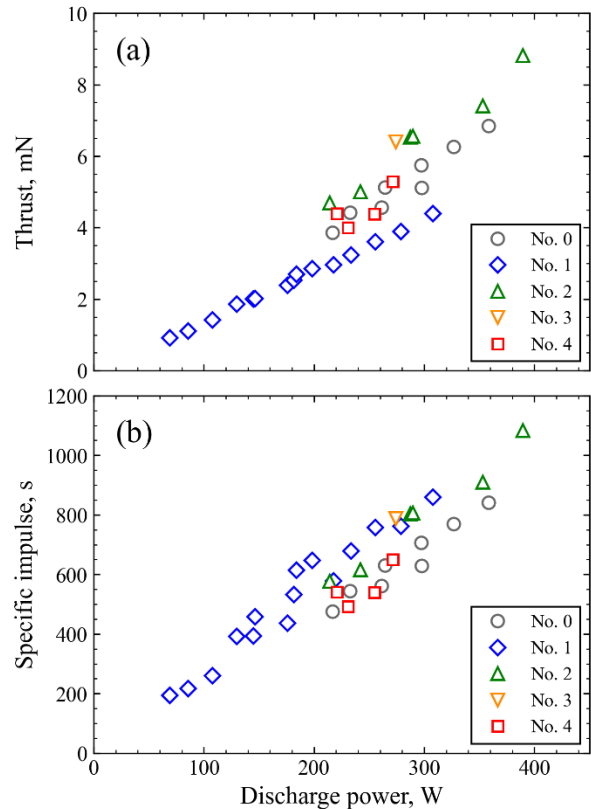 (a)
Thrust, mN
10
8
6
4
2
0
No. 0
No. 1
No. 2
No. 3
No. 4
(b)
Specific impulse, s
1200
1000
800
600
400
200
0
No. 0
No. 1
No. 2
No. 3
No. 4
0 100 200 300 400
Discharge power, W